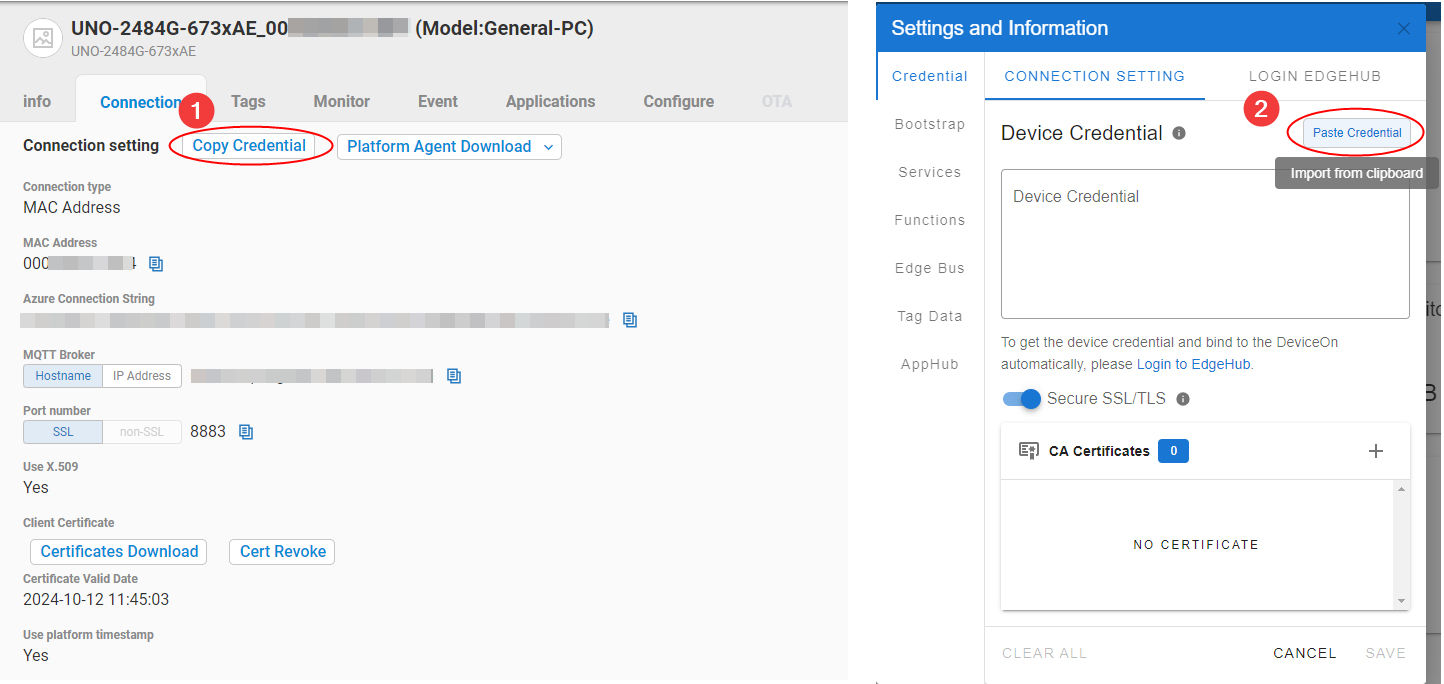 UNO-2484G-673xAE_00 (Model:General-PC)
UNO-2484G-673xAE
info Connection Tags Monitor Event Applications Configure OTA
1
Connection setting Copy Credential Platform Agent Download
Connection type
MAC Address
MAC Address
000 4
Azure Connection String
MQTT Broker
Hostname IP Address
Port number
SSL non-SSL 8883
Use X.509
Yes
Client Certificate
Certificates Download Cert Revoke
Certificate Valid Date
2024-10-12 11:45:03
Use platform timestamp
Yes
Settings and Information
Credential
Bootstrap
Services
Functions
Edge Bus
Tag Data
AppHub
CONNECTION SETTING LOGIN EDGEHUB
2
Device Credential Paste Credential
Import from clipboard
Device Credential
To get the device credential and bind to the DeviceOn
automatically, please Login to EdgeHub.
Secure SSL/TLS
CA Certificates 0
NO CERTIFICATE
CLEAR ALL CANCEL SAVE
B